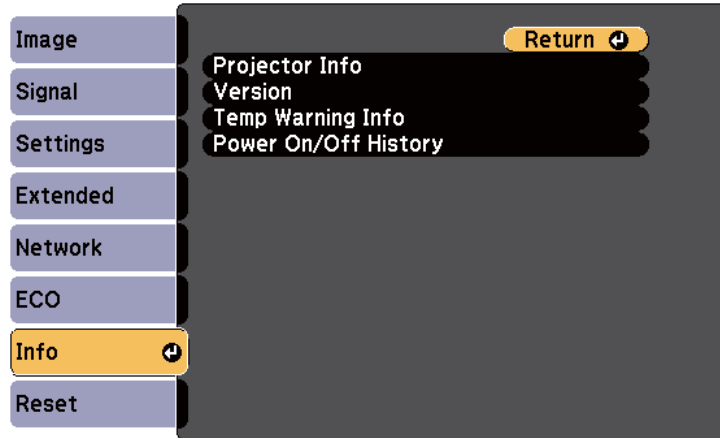 Image
Signal
Settings
Extended
Network
ECO
Info
Reset
Return
Projector Info
Version
Temp Warning Info
Power On/Off History